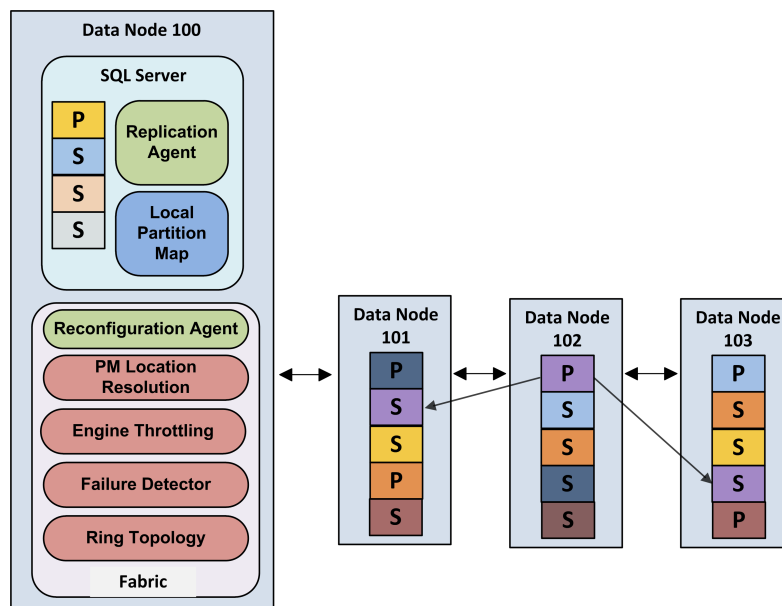 Data Node 100
SQL Server
P
S
S
S
Replication
Agent
Local
Partition
Map
Reconfiguration Agent
PM Location
Resolution
Engine Throttling
Failure Detector
Ring Topology
Fabric
Data Node
101
P
S
S
P
S
Data Node
102
P
S
S
S
S
Data Node
103
P
S
S
S
P